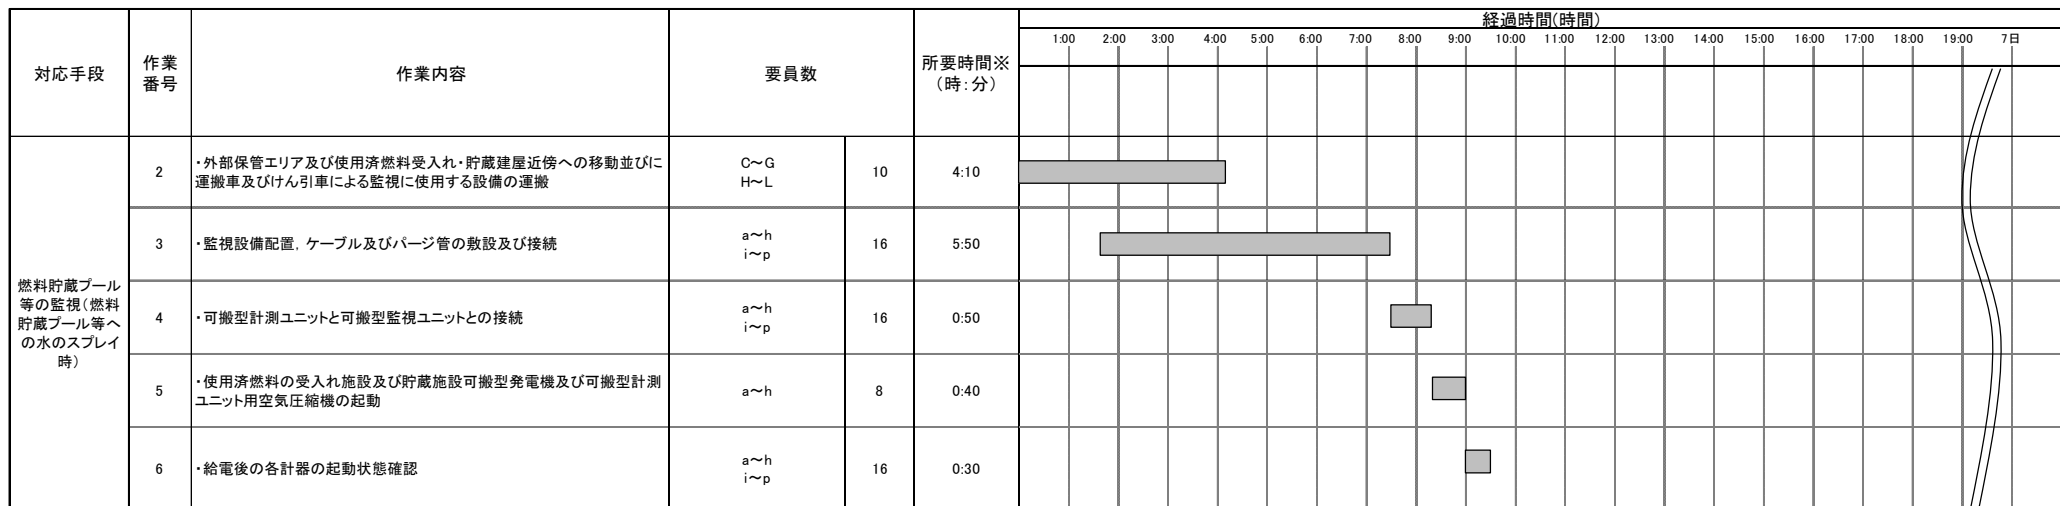 経過時間(時間)
1:00 2:00 3:00 4:00 5:00 6:00 7:00 8:00 9:00 10:00 11:00 12:00 13:00 14:00 15:00 16:00 17:00 18:00 19:00 7日
対応手段
作業
番号
作業内容
要員数
所要時間※
(時:分)
燃料貯蔵プール
等の監視(燃料
貯蔵プール等へ
の水のスプレイ
時)
2
・外部保管エリア及び使用済燃料受入れ・貯蔵建屋近傍への移動並びに
運搬車及びけん引車による監視に使用する設備の運搬
C～G
H～L
10
4:10
3
・監視設備配置，ケーブル及びパージ管の敷設及び接続
a～h
i～p
16
5:50
4
・可搬型計測ユニットと可搬型監視ユニットとの接続
a～h
i～p
16
0:50
5
・使用済燃料の受入れ施設及び貯蔵施設可搬型発電機及び可搬型計測
ユニット用空気圧縮機の起動
a～h
8
0:40
6
・給電後の各計器の起動状態確認
a～h
i～p
16
0:30